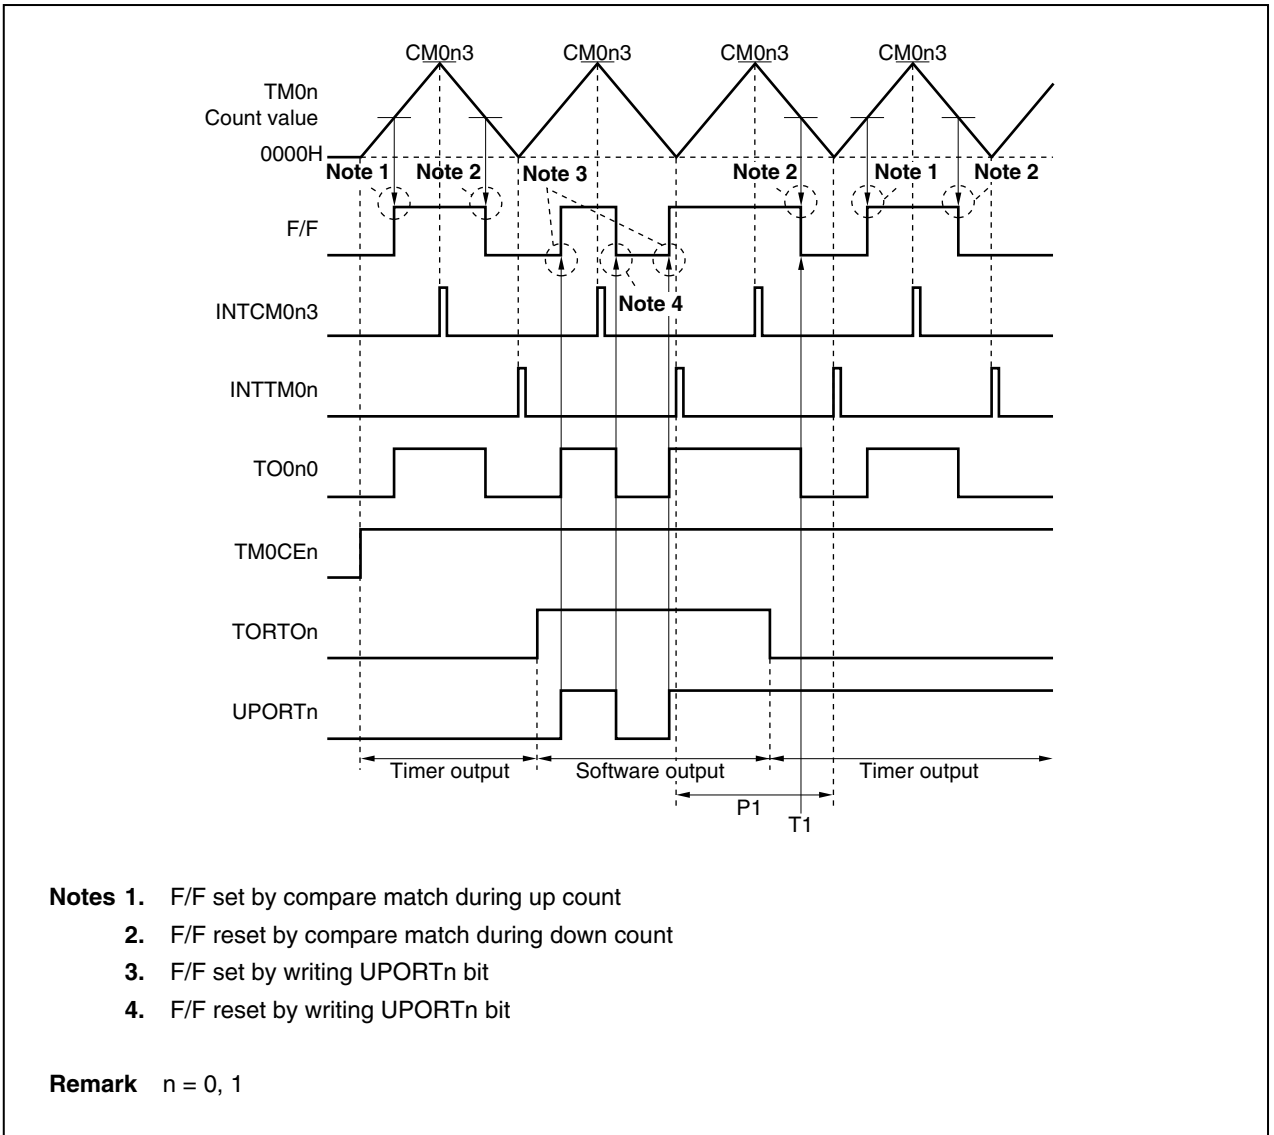 CM0n3 CM0n3 CM0n3 CM0n3
TM0n
Count value
0000H
Note 1 Note 2 Note 3 Note 2 Note 1 Note 2
F/F
Note 4
INTCM0n3
INTTM0n
TO0n0
TM0CEn
TORTOn
UPORTn
Timer output Software output Timer output
P1
T1
Notes 1. F/F set by compare match during up count
2. F/F reset by compare match during down count
3. F/F set by writing UPORTn bit
4. F/F reset by writing UPORTn bit
Remark n = 0, 1